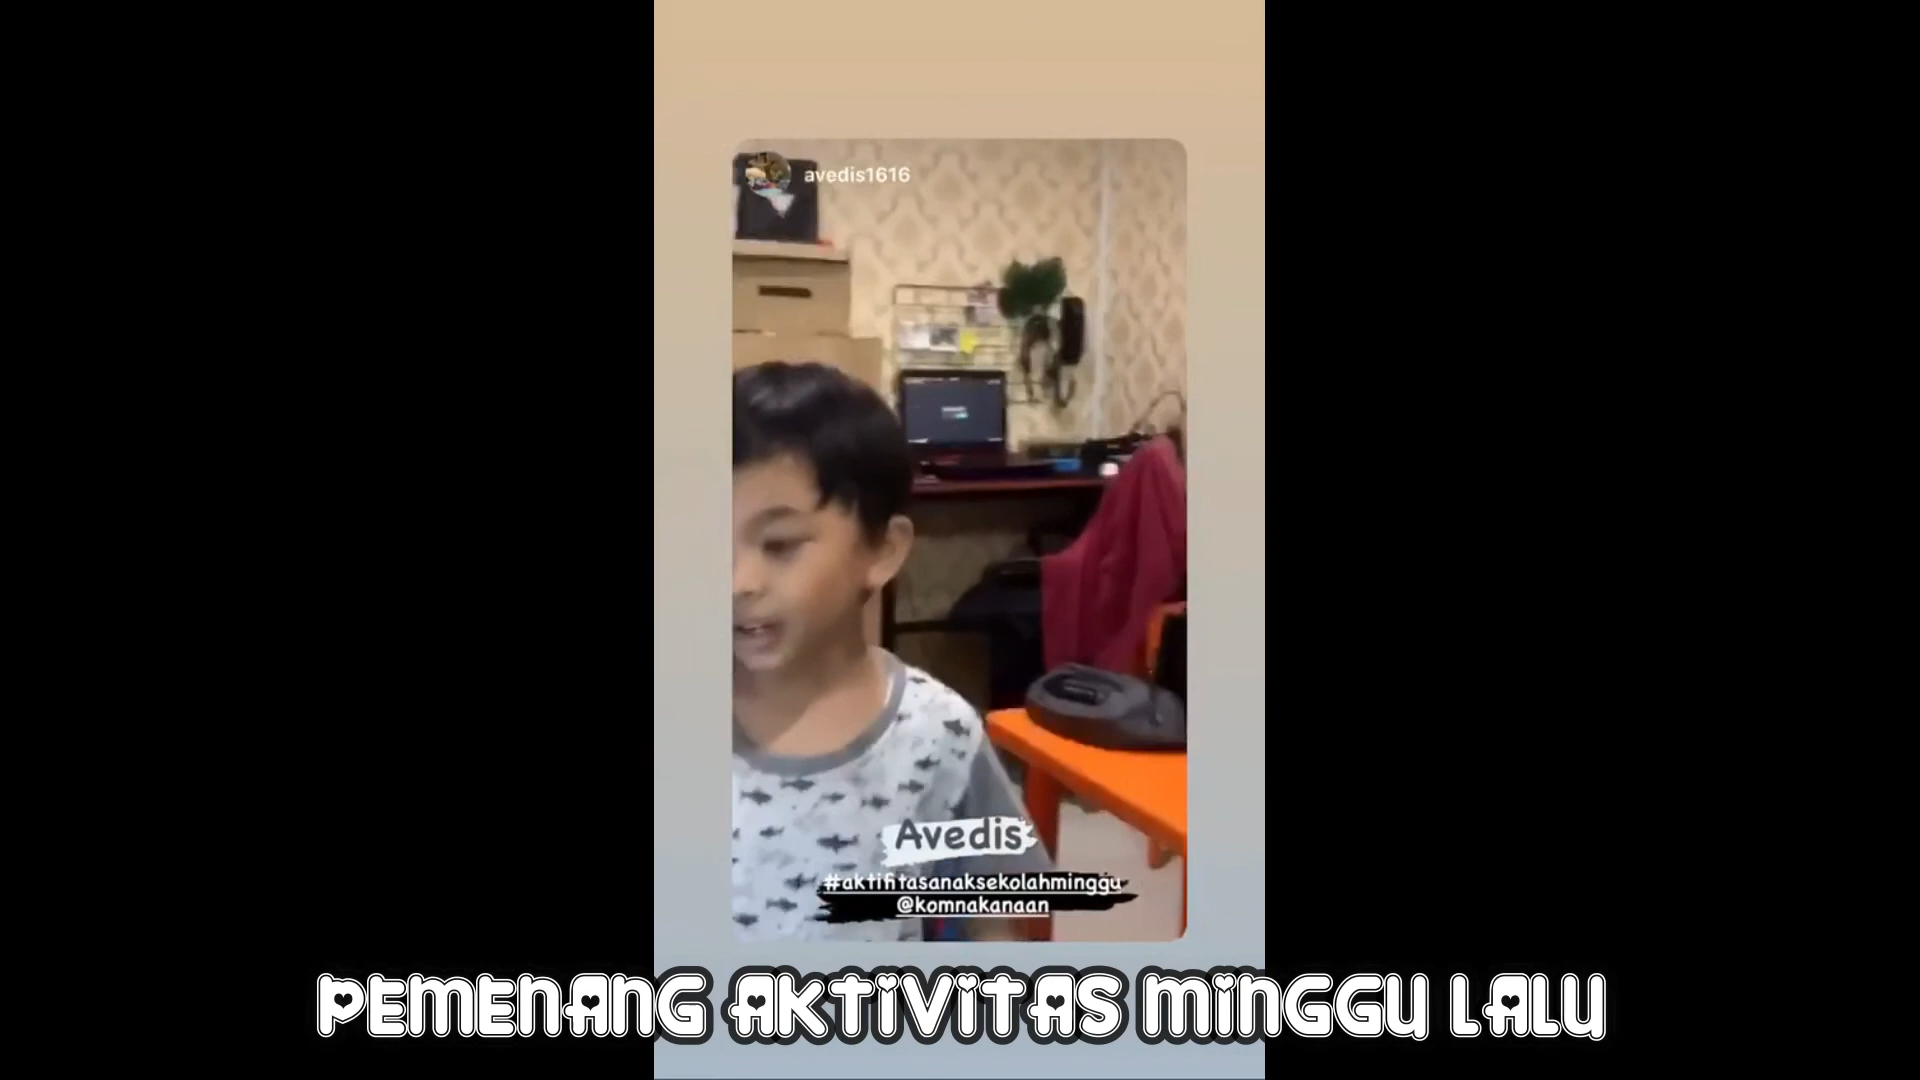 avedis1616
Avedis
#aktifitasanaksekolahminggu
@komnakanaan
PEMENANG AKTIVITAS MINGGU LALU